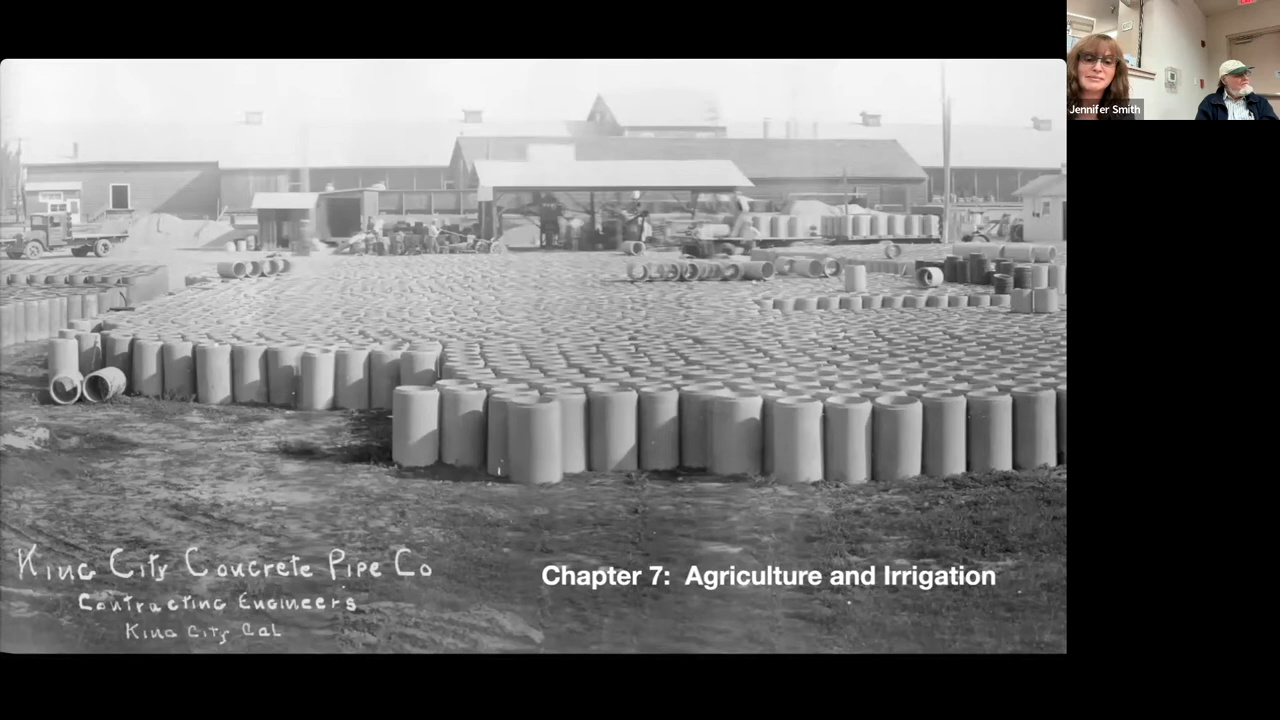 Jennifer Smith
King City Concrete Pipe Co
Contracting Engineers
King City Cal
Chapter 7: Agriculture and Irrigation